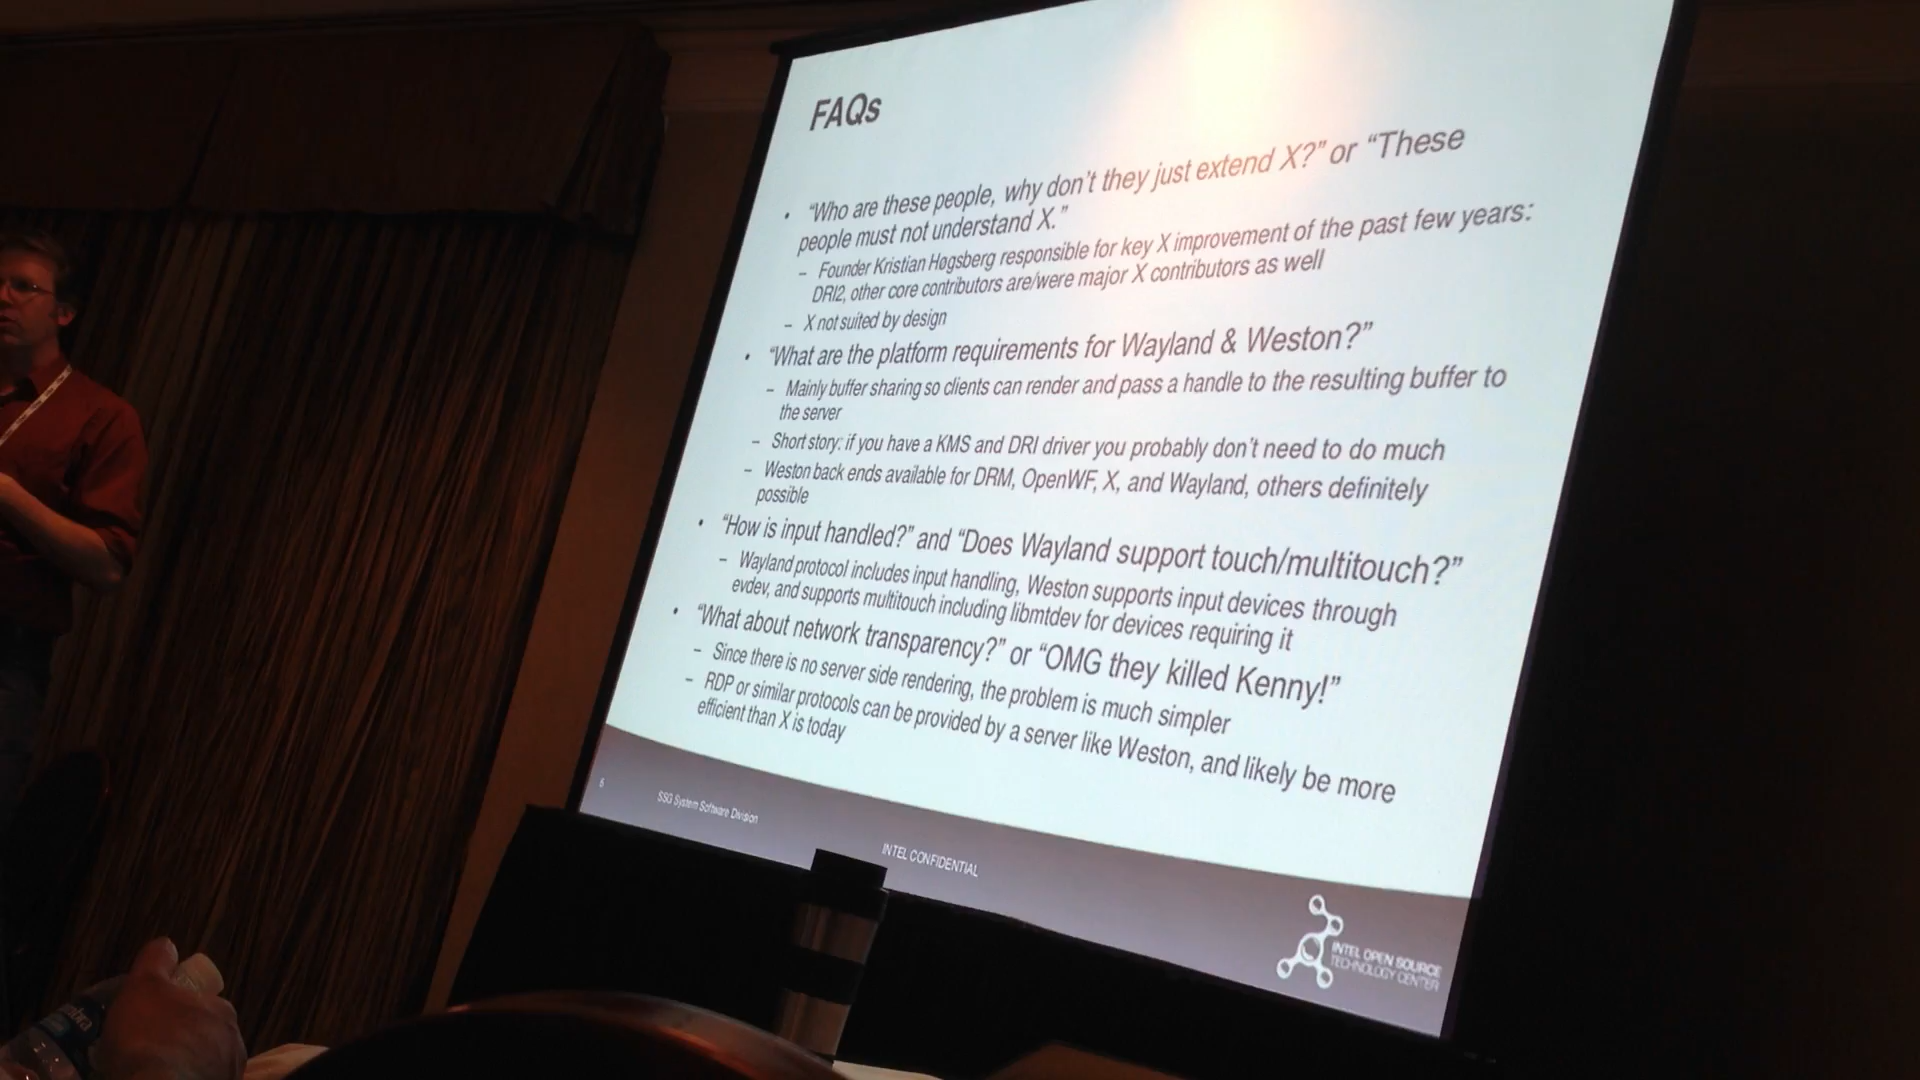 FAQs
• “Who are these people, why don’t they just extend X?” or “These
people must not understand X.”
– Founder Kristian Høgsberg responsible for key X improvement of the past few years:
DRI2, other core contributors are/were major X contributors as well
– X not suited by design
• “What are the platform requirements for Wayland & Weston?”
– Mainly buffer sharing so clients can render and pass a handle to the resulting buffer to
the server
– Short story: if you have a KMS and DRI driver you probably don’t need to do much
– Weston back ends available for DRM, OpenWF, X, and Wayland, others definitely
possible
• “How is input handled?” and “Does Wayland support touch/multitouch?”
– Wayland protocol includes input handling, Weston supports input devices through
evdev, and supports multitouch including libmtdev for devices requiring it
• “What about network transparency?” or “OMG they killed Kenny!”
– Since there is no server side rendering, the problem is much simpler
– RDP or similar protocols can be provided by a server like Weston, and likely be more
efficient than X is today
SSG System Software Division
INTEL CONFIDENTIAL
INTEL OPEN SOURCE
TECHNOLOGY CENTER